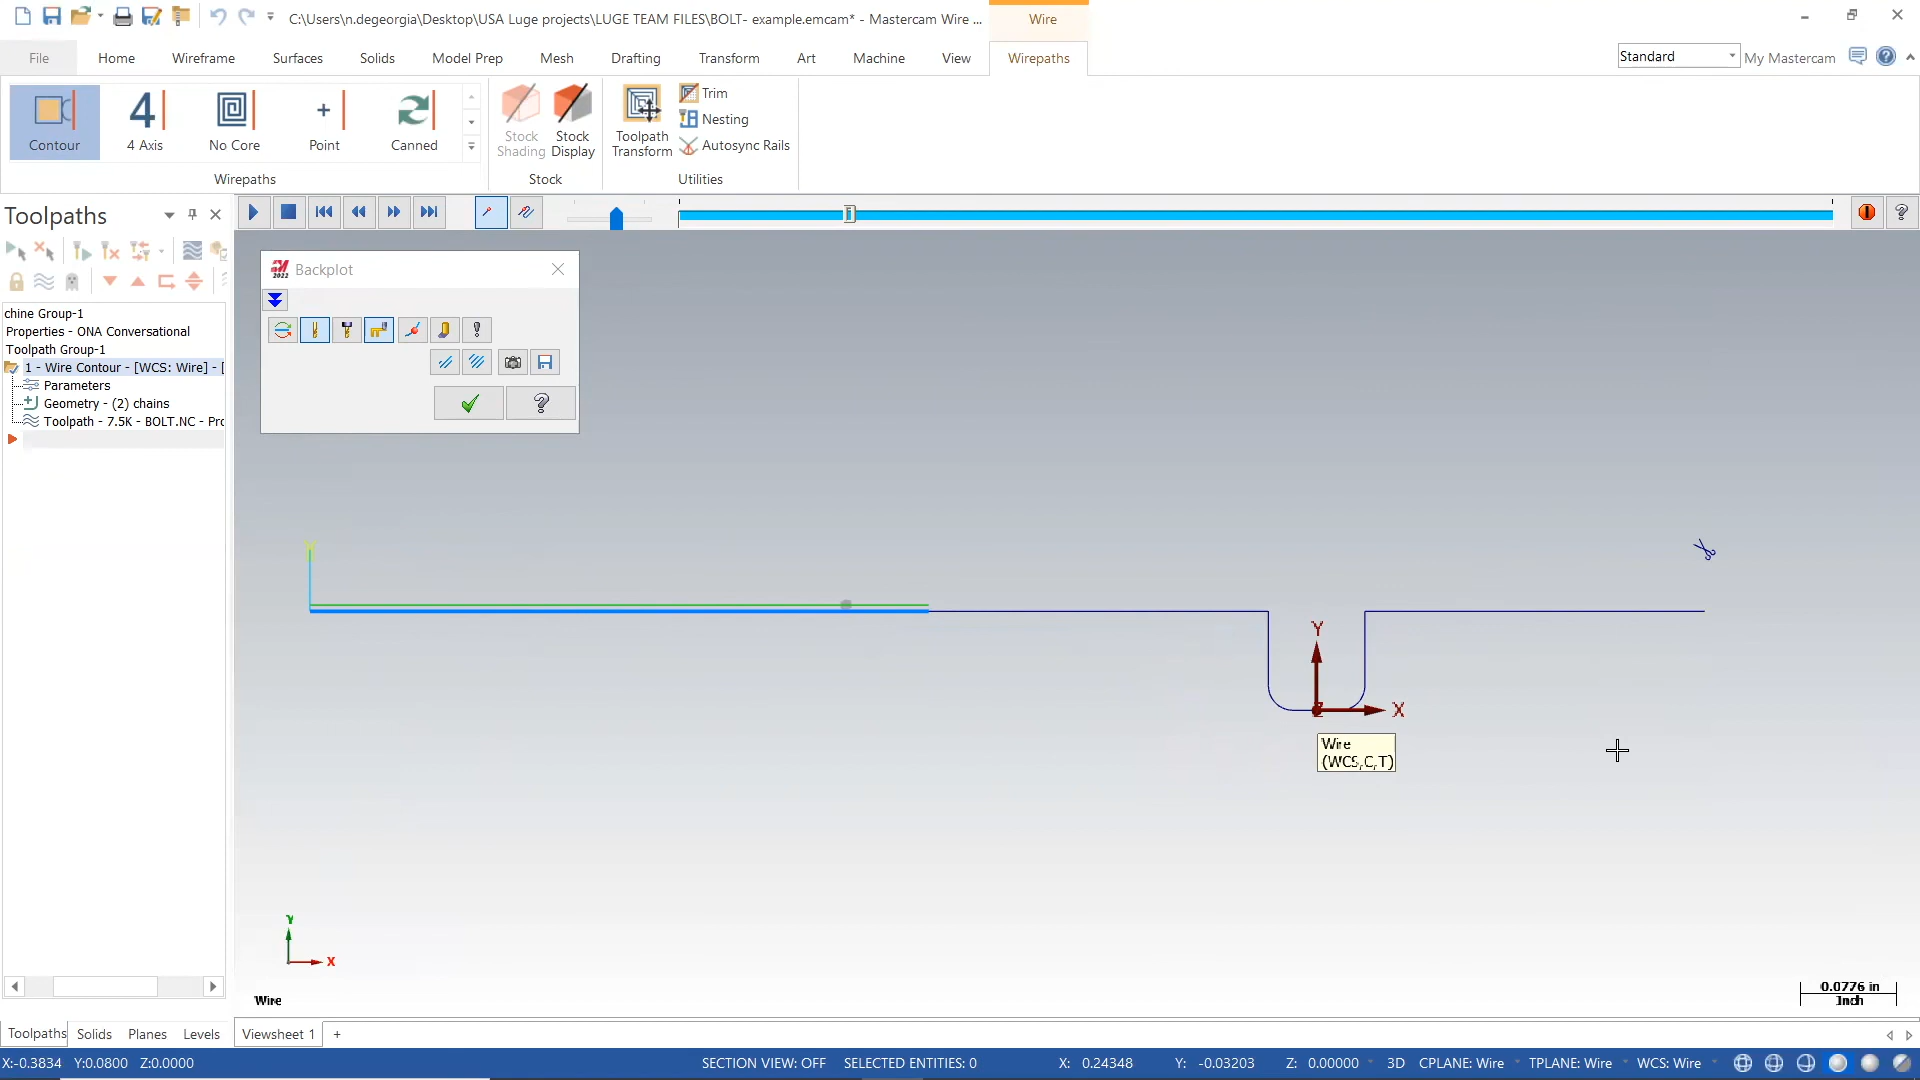 C:\Users\n.degeorgia\Desktop\USA Luge projects\LUGE TEAM FILES\BOLT- example.emcam* - Mastercam Wire ...
Wire
File
Home
Wireframe
Surfaces
Solids
Model Prep
Mesh
Drafting
Transform
Art
Machine
View
Wirepaths
Standard
My Mastercam
Contour
4 Axis
No Core
Point
Canned
Stock Shading
Stock Display
Toolpath Transform
Trim
Nesting
Autosync Rails
Wirepaths
Stock
Utilities
Toolpaths
chine Group-1
Properties - ONA Conversational
Toolpath Group-1
1 - Wire Contour - [WCS: Wire] - [
Parameters
Geometry - (2) chains
Toolpath - 7.5K - BOLT.NC - Pro
2022
Backplot
Y
X
Z
Wire
(WCS,C,T)
Y
X
Wire
0.0776 in
Inch
Toolpaths
Solids
Planes
Levels
Viewsheet 1
+
X:-0.3834 Y:0.0800 Z:0.0000
SECTION VIEW: OFF
SELECTED ENTITIES: 0
X: 0.24348
Y: -0.03203
Z: 0.00000
3D
CPLANE: Wire
TPLANE: Wire
WCS: Wire